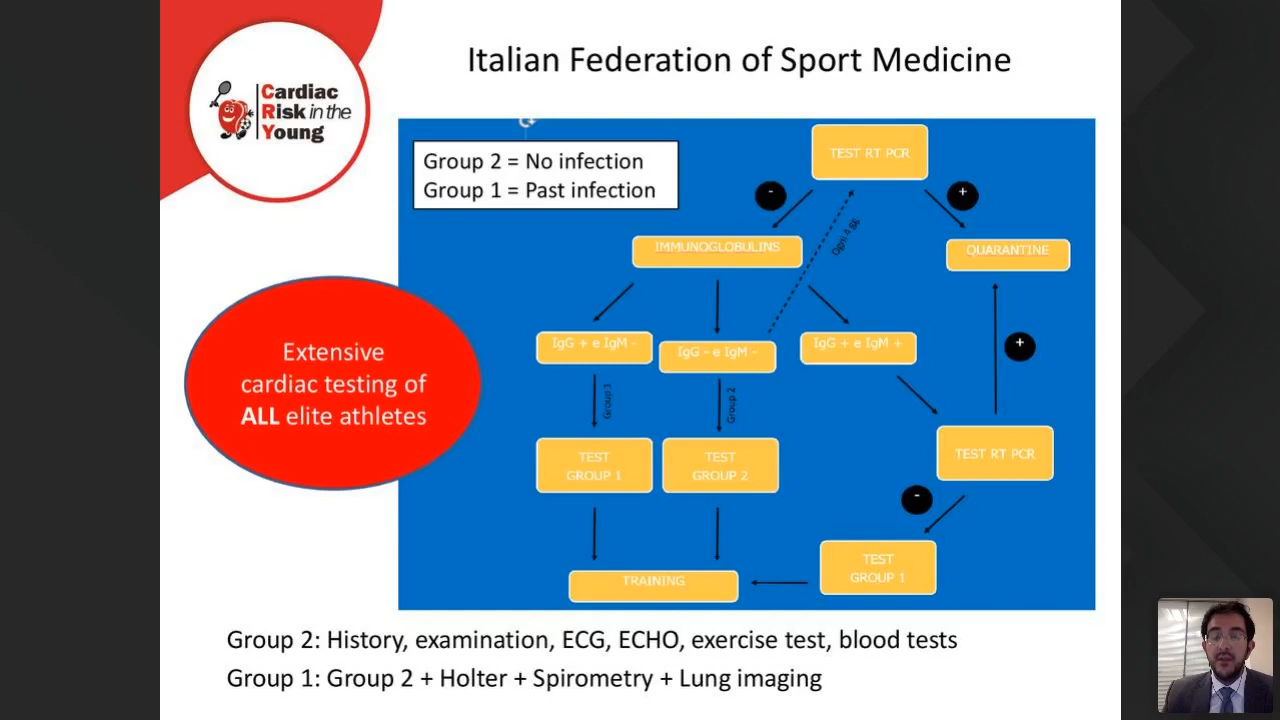 Italian Federation of Sport Medicine
Cardiac
Risk in the
Young
Group 2 = No infection
Group 1 = Past infection
TEST RT PCR
-
+
Ogni 4 gg
IMMUNOGLOBULINS
QUARANTINE
IgG + e IgM -
IgG - e IgM -
IgG + e IgM +
+
Group 1
Group 2
Extensive
cardiac testing of
ALL elite athletes
TEST
GROUP 1
TEST
GROUP 2
TEST RT PCR
-
TEST
GROUP 1
TRAINING
Group 2: History, examination, ECG, ECHO, exercise test, blood tests
Group 1: Group 2 + Holter + Spirometry + Lung imaging